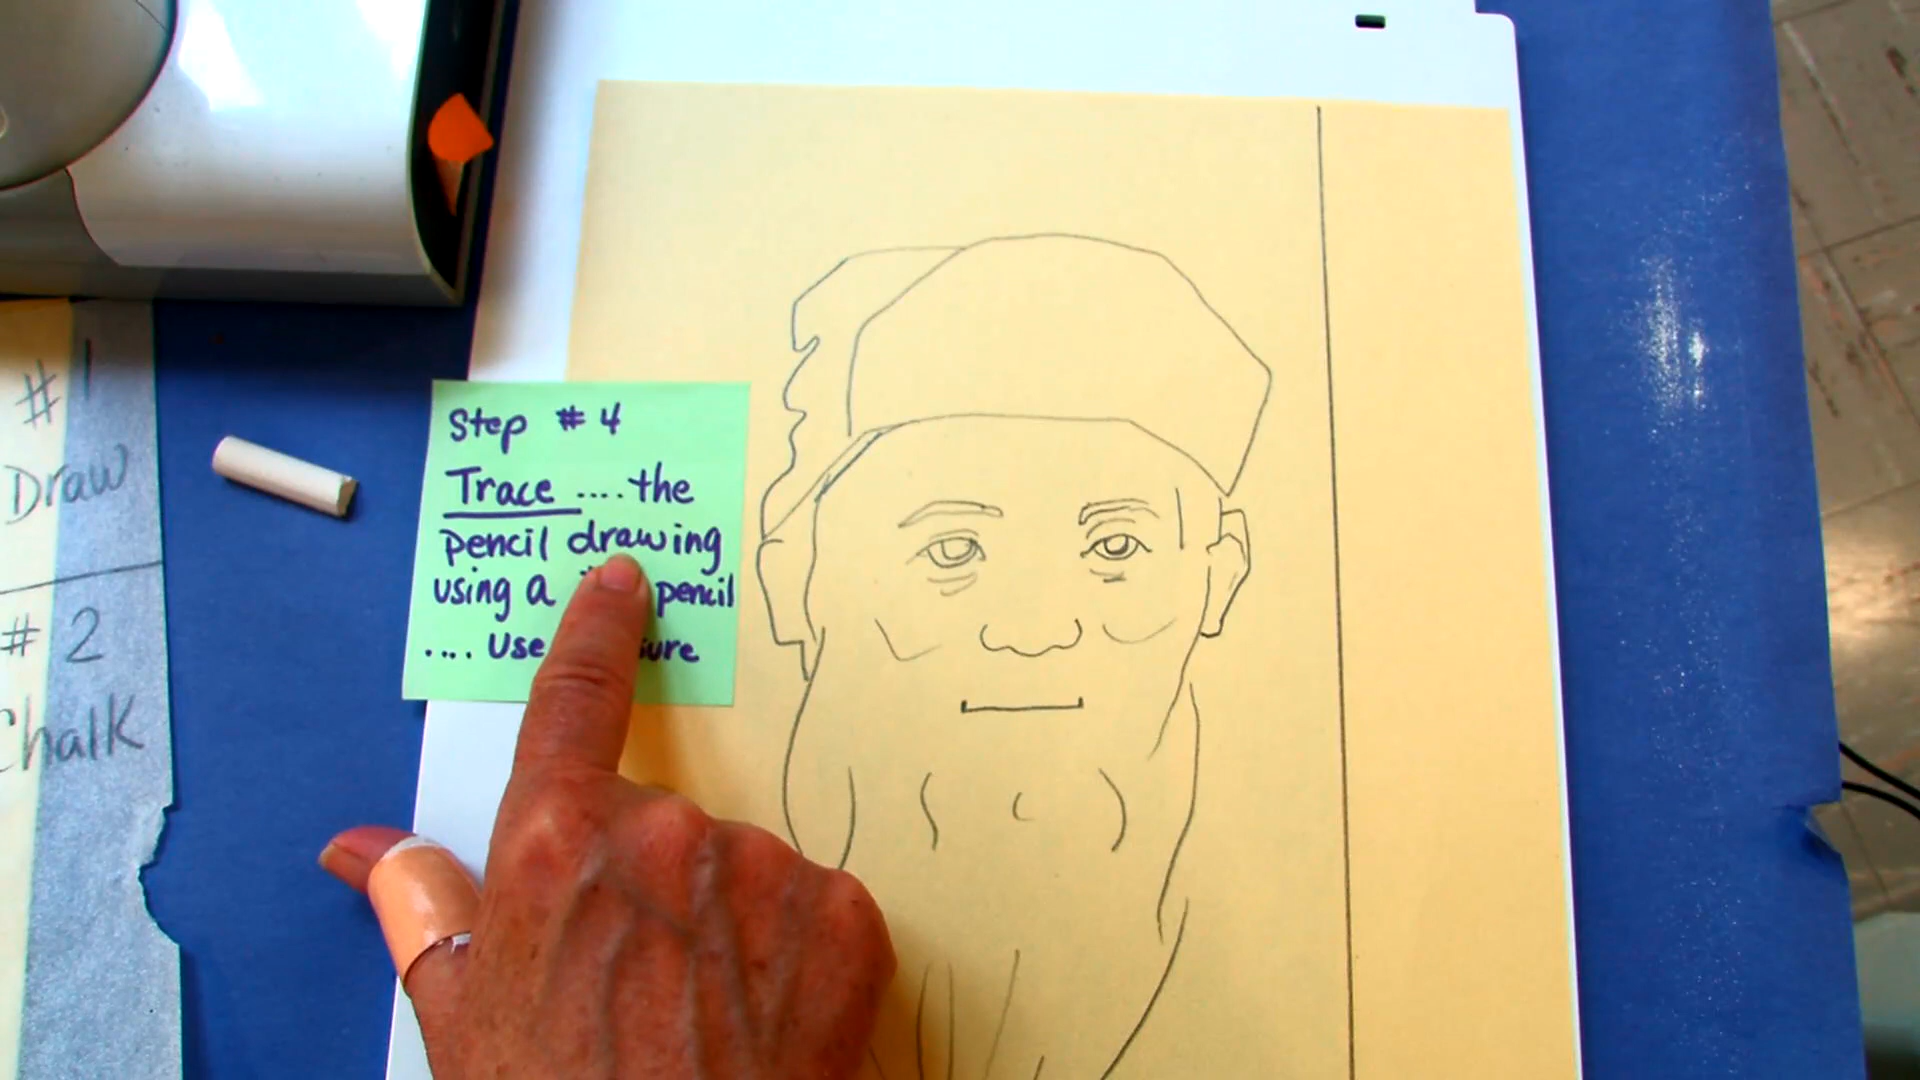 Step # 4
Trace ....the
pencil drawing
using a pencil
.... Use
# 1
Draw
# 2
Chalk